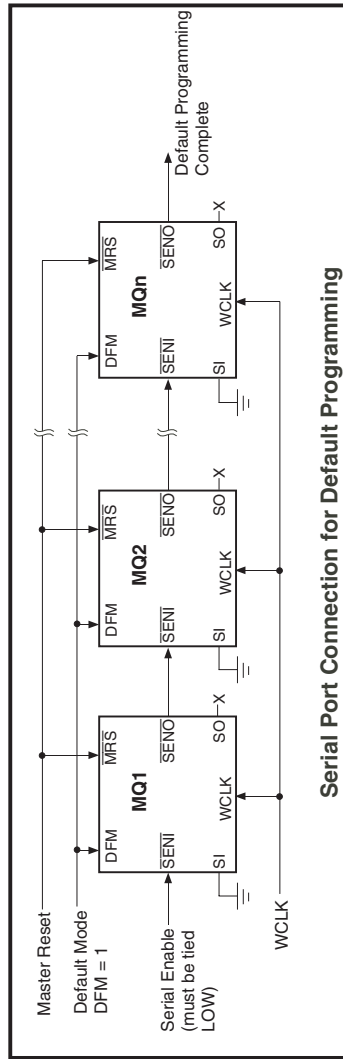 Master Reset
Default Mode
DFM = 1
DFM
MRS
MQ1
SENI
SENO
SI
WCLK
SO
X
DFM
MRS
MQ2
SENI
SENO
SI
WCLK
SO
X
DFM
MRS
MQn
SENI
SENO
SI
WCLK
SO
X
Serial Enable
(must be tied
LOW)
Default Programming
Complete
WCLK
Serial Port Connection for Default Programming